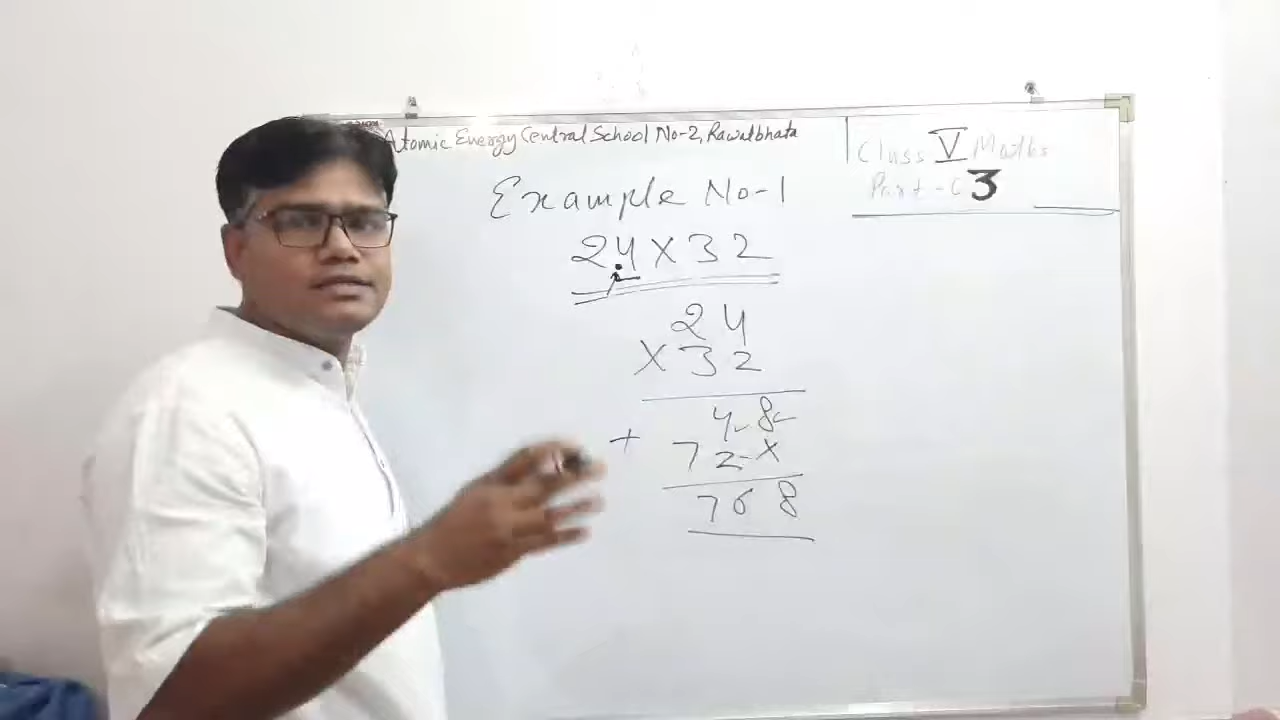 Atomic Energy Central School No-2, Rawatbhata
Class V Maths
Part-C 3
Example No-1
24 X 32
24
X 32
48
+ 72 X
768